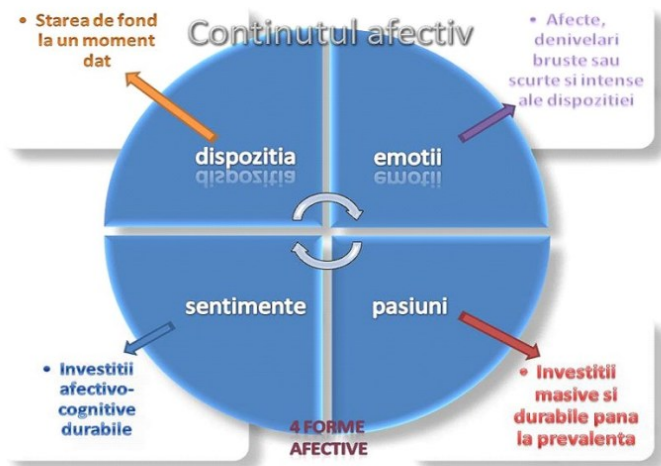 Continutul afectiv
• Starea de fond
la un moment
dat
• Afecte,
denivelari
bruste sau
scurte si intense
ale dispozitiei
dispozitia
emotii
sentimente
pasiuni
• Investitii
afectivo-
cognitive
durabile
• Investitii
masive si
durabile pana
la prevalenta
4 FORME
AFECTIVE